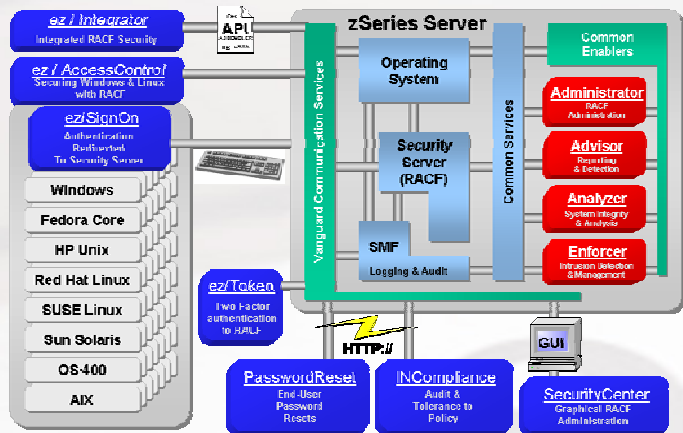 ez / Integrator
Integrated RACF Security
API
ez / AccessControl
Securing Windows & Linux
with RACF
ez/SignOn
Authentication
Redirected
To Security Server
Windows
Fedora Core
HP Unix
Red Hat Linux
SUSE Linux
Sun Solaris
OS-400
AIX
ez/Token
Two Factor
authentication
to RACF
zSeries Server
Vanguard Communication Services
Operating
System
Security
Server
(RACF)
SMF
Logging & Audit
Common Services
Common
Enablers
Administrator
RACF
Administration
Advisor
Reporting
& Detection
Analyzer
System Integrity
& Analysis
Enforcer
Intrusion Detection
& Management
HTTP://
GUI
PasswordReset
End-User
Password
Resets
INCompliance
Audit &
Tolerance to
Policy
SecurityCenter
Graphical RACF
Administration